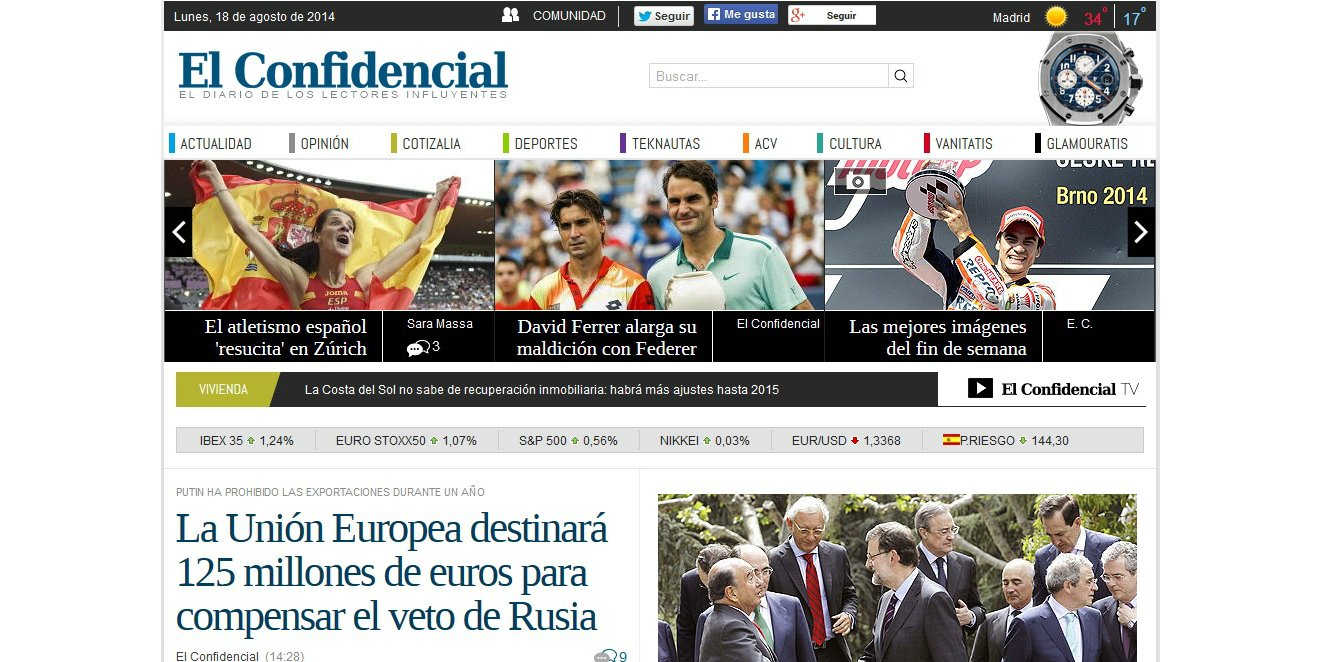 Lunes, 18 de agosto de 2014
COMUNIDAD
Seguir
Me gusta
Seguir
Madrid
34°
17°
El Confidencial
EL DIARIO DE LOS LECTORES INFLUYENTES
Buscar...
ACTUALIDAD
OPINIÓN
COTIZALIA
DEPORTES
TEKNAUTAS
ACV
CULTURA
VANITATIS
GLAMOURATIS
JOMA
ESP
REPSOL
Brno 2014
El atletismo español
'resucita' en Zúrich
Sara Massa
3
David Ferrer alarga su
maldición con Federer
El Confidencial
Las mejores imágenes
del fin de semana
E. C.
VIVIENDA
La Costa del Sol no sabe de recuperación inmobiliaria: habrá más ajustes hasta 2015
El Confidencial TV
IBEX 35 1,24%
EURO STOXX50 1,07%
S&P 500 0,56%
NIKKEI 0,03%
EUR/USD 1,3368
P.RIESGO 144,30
PUTIN HA PROHIBIDO LAS EXPORTACIONES DURANTE UN AÑO
La Unión Europea destinará
125 millones de euros para
compensar el veto de Rusia
El Confidencial (14:28)
9